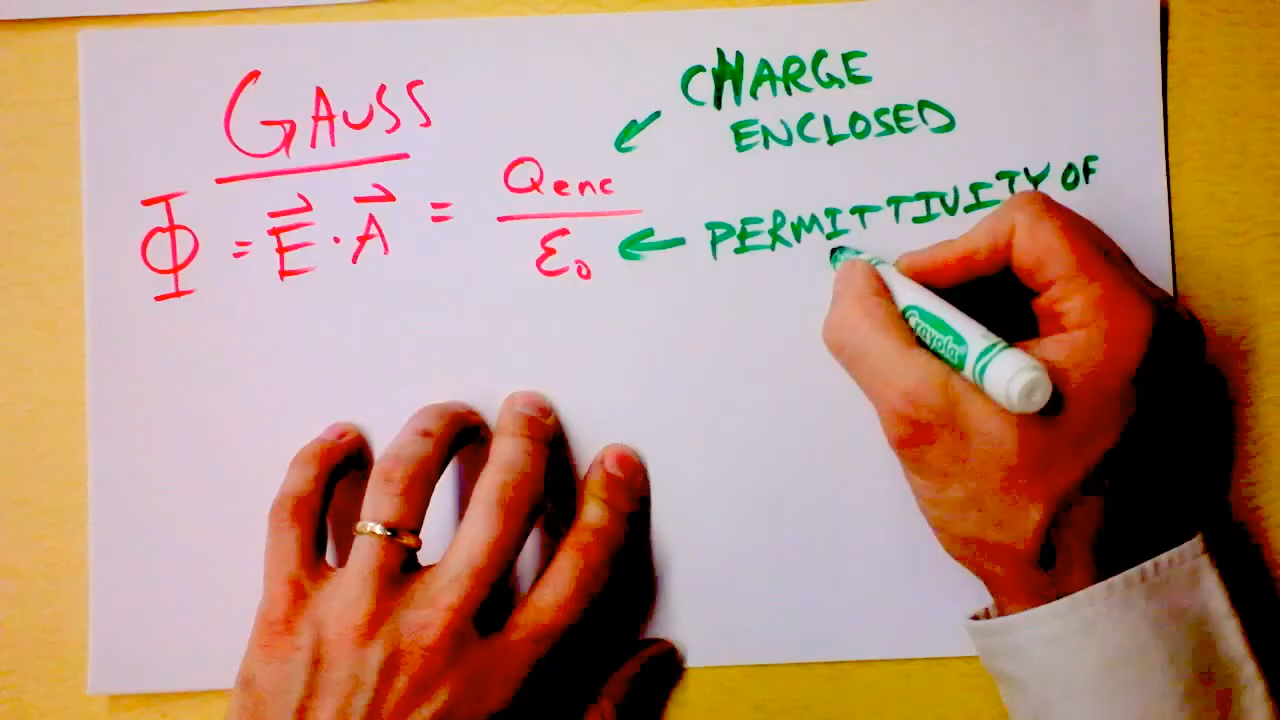 GAUSS
Φ = E⃗ · A⃗ = Qenc / ε₀
CHARGE
ENCLOSED
PERMITTIVITY OF
Crayola